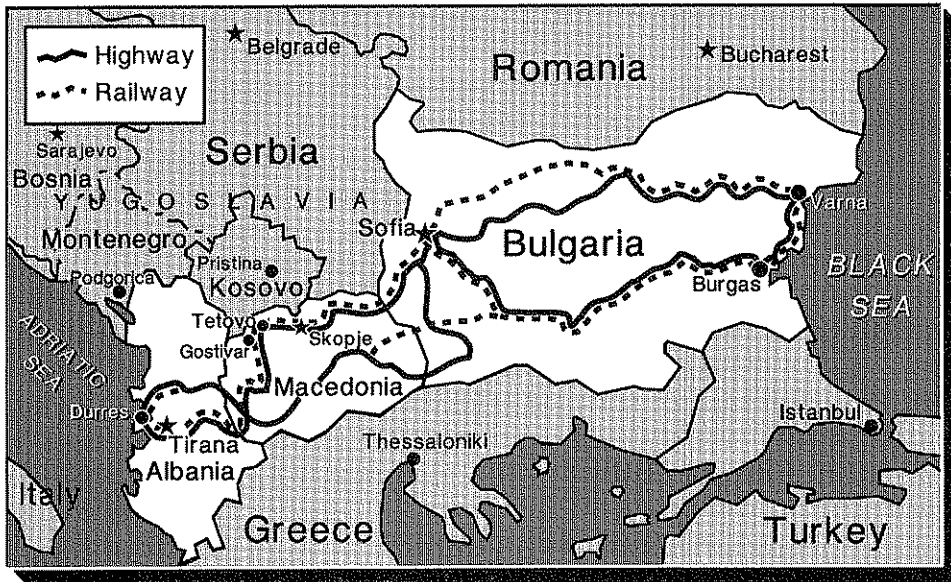 Highway
Railway
Belgrade
Romania
Bucharest
Sarajevo
Bosnia
Serbia
YUGOSLAVIA
Montenegro
Sofia
Bulgaria
Varna
Pristina
Kosovo
Podgorica
Burgas
BLACK
SEA
Tetovo
Skopje
Gostivar
ADRIATIC
SEA
Macedonia
Durres
Tirana
Albania
Thessaloniki
Istanbul
Italy
Greece
Turkey